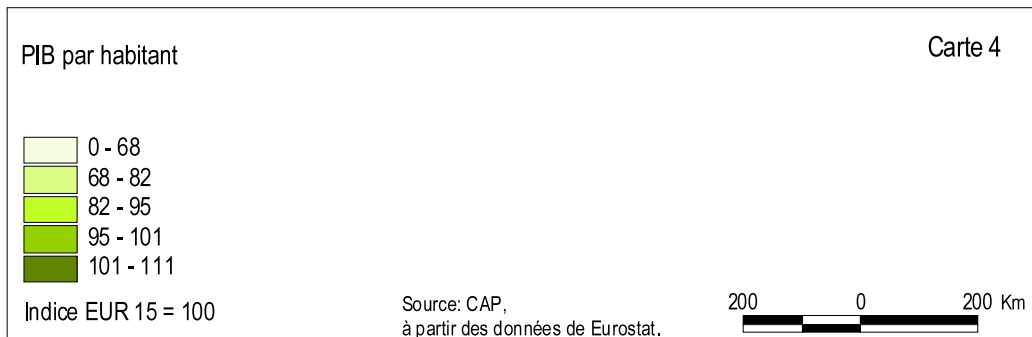 PIB par habitant
Carte 4
0 - 68
68 - 82
82 - 95
95 - 101
101 - 111
Indice EUR 15 = 100
Source: CAP,
à partir des données de Eurostat.
200 0 200 Km